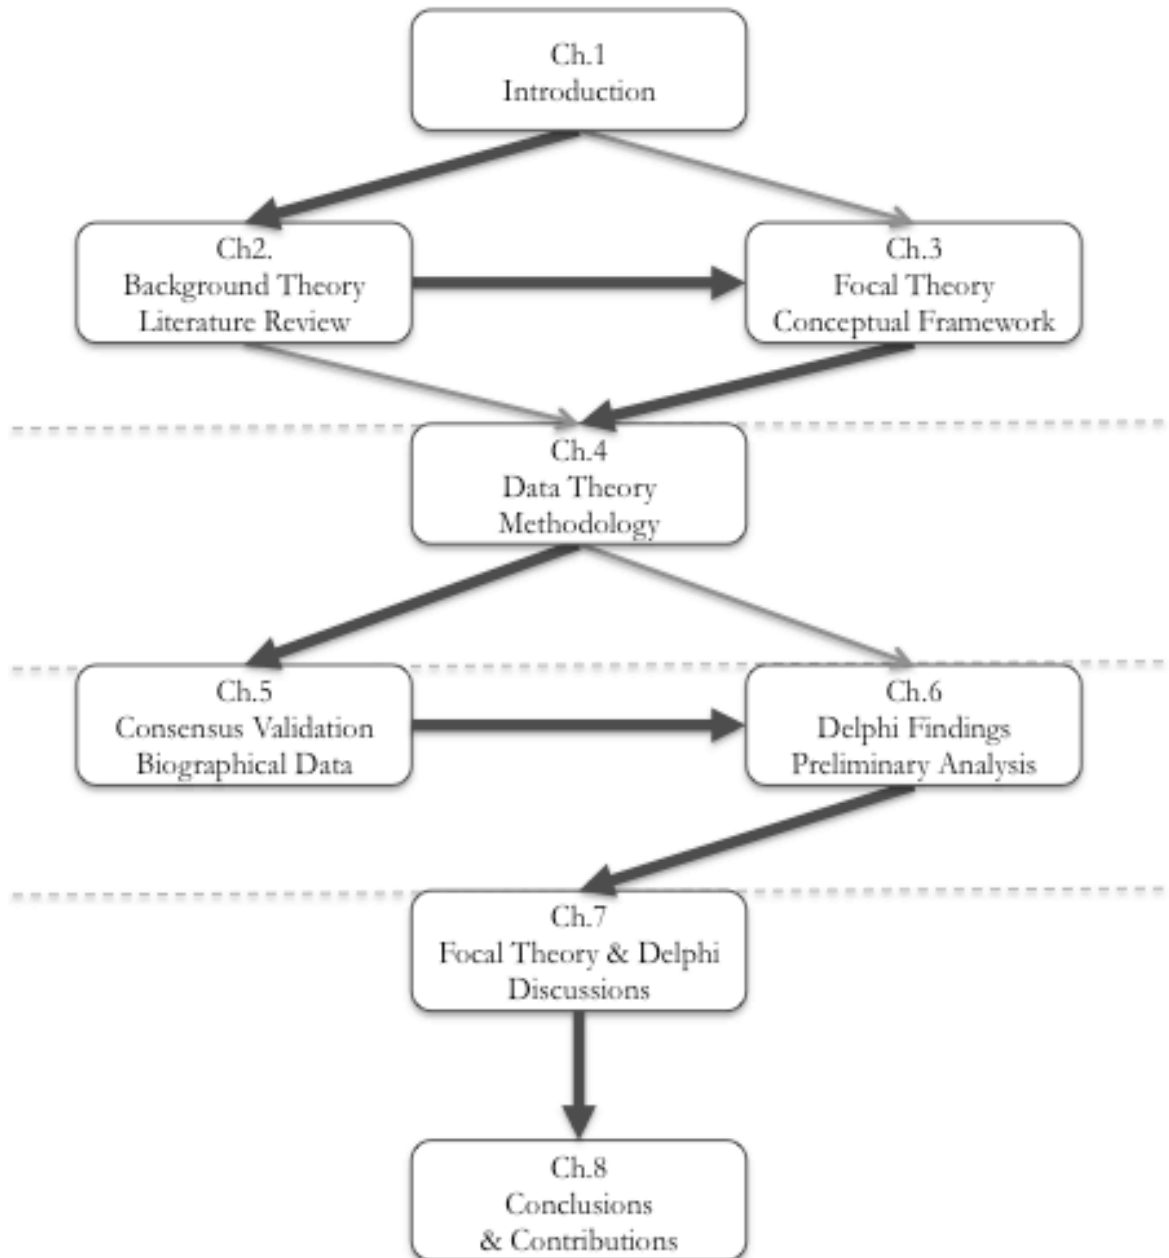 Ch.1
Introduction
Ch2.
Background Theory
Literature Review
Ch.3
Focal Theory
Conceptual Framework
Ch.4
Data Theory
Methodology
Ch.5
Consensus Validation
Biographical Data
Ch.6
Delphi Findings
Preliminary Analysis
Ch.7
Focal Theory & Delphi
Discussions
Ch.8
Conclusions
& Contributions